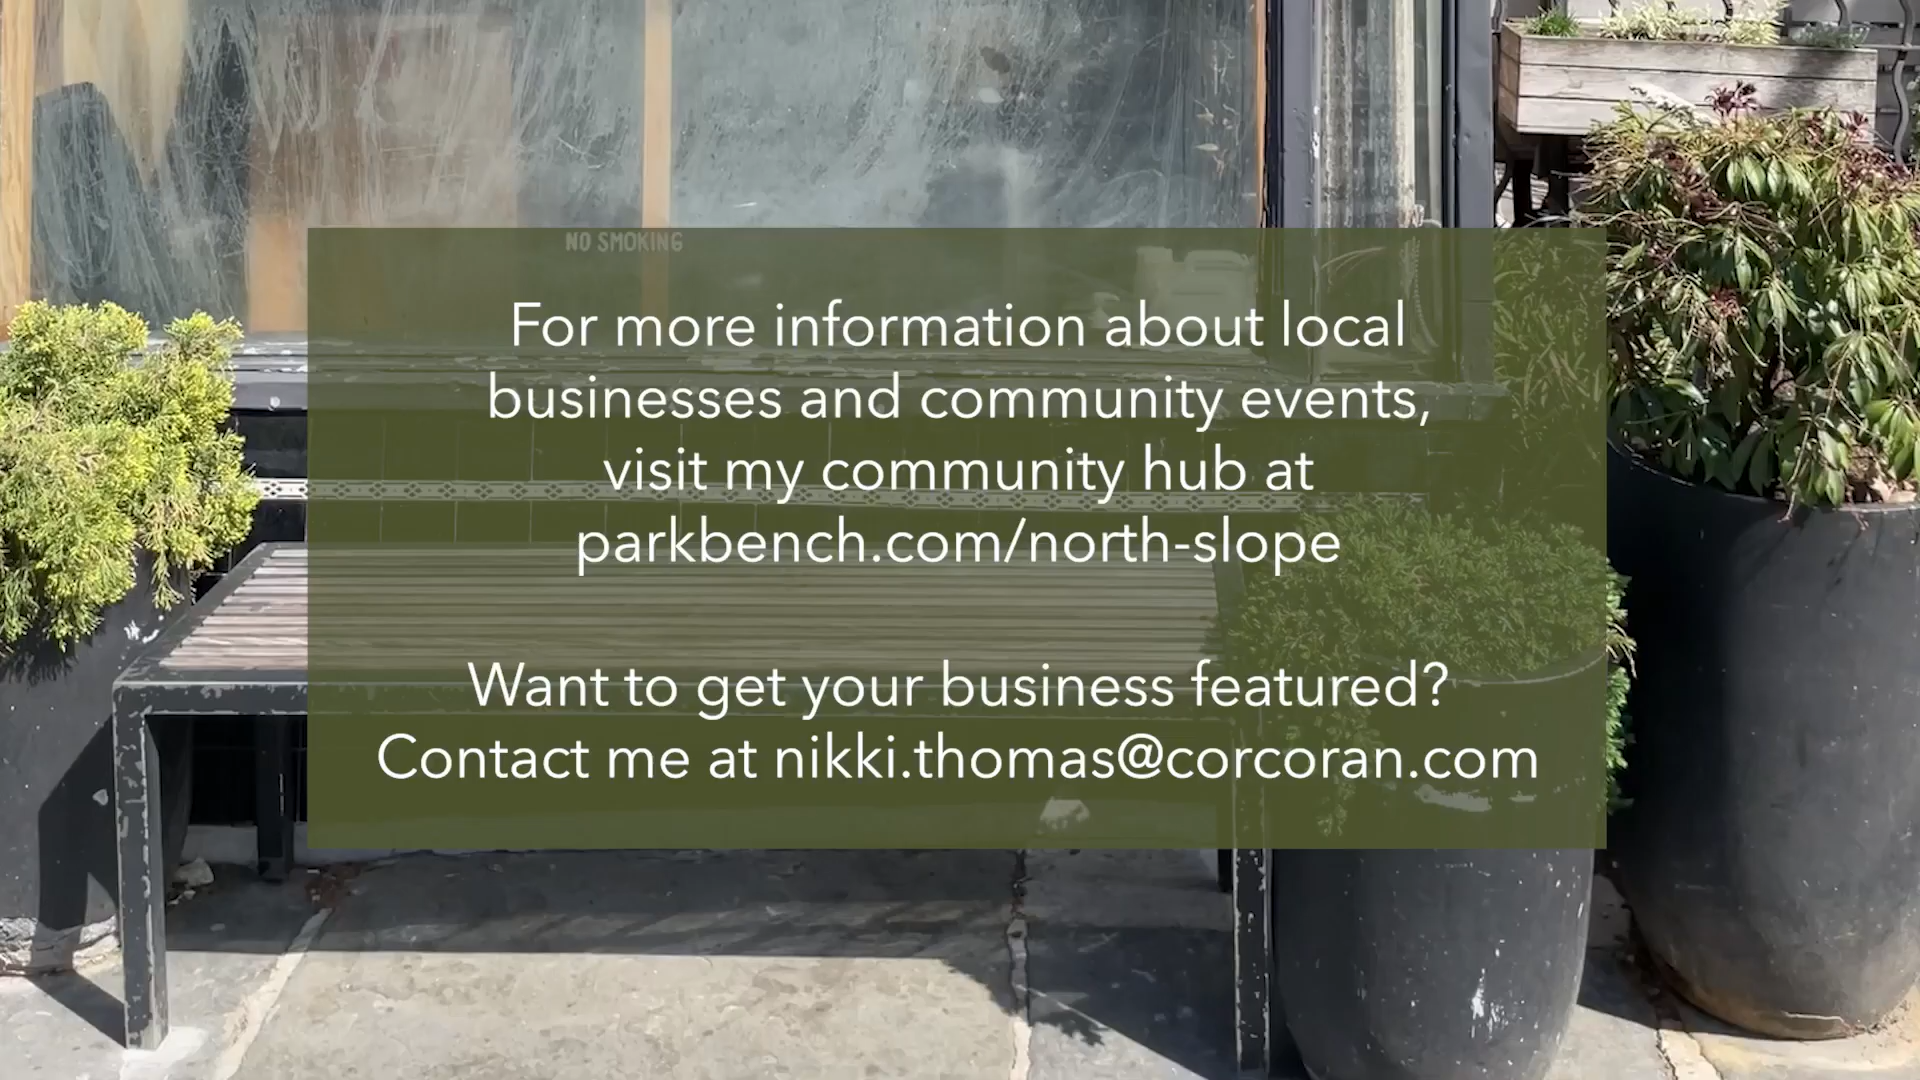 NO SMOKING
For more information about local
businesses and community events,
visit my community hub at
parkbench.com/north-slope
Want to get your business featured?
Contact me at nikki.thomas@corcoran.com